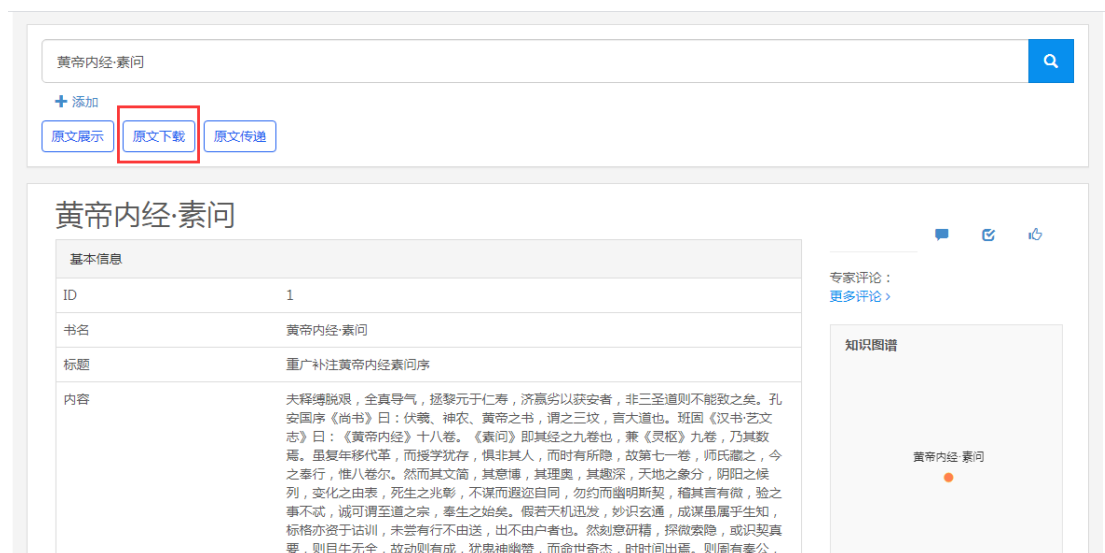 黄帝内经·素问
添加
原文展示 原文下载 原文传递
黄帝内经·素问
基本信息
ID 1
书名 黄帝内经·素问
标题 重广补注黄帝内经素问序
内容 夫释缚脱艰，全真导气，拯黎元于仁寿，济羸劣以获安者，非三圣道则不能致之矣。孔
安国序《尚书》曰：伏羲、神农、黄帝之书，谓之三坟，言大道也。班固《汉书·艺文
志》曰：《黄帝内经》十八卷。《素问》即其经之九卷也，兼《灵枢》九卷，乃其数
焉。虽复年移代革，而授学犹存，惧非其人，而时有所隐，故第七一卷，师氏藏之，今
之奉行，惟八卷尔。然而其文简，其意博，其理奥，其趣深，天地之象分，阴阳之候
列，变化之由表，死生之兆彰，不谋而遐迩自同，勿约而幽明斯契，稽其言有微，验之
事不忒，诚可谓至道之宗，奉生之始矣。假若天机迅发，妙识玄通，成谋虽属乎生知，
标格亦资于诂训，未尝有行不由送，出不由户者也。然刻意研精，探微索隐，或识契真
要，则目牛无全，故动则有成，犹鬼神幽赞，而命世奇杰，时时间出焉。则周有秦公，
专家评论：
更多评论
知识图谱
黄帝内经·素问